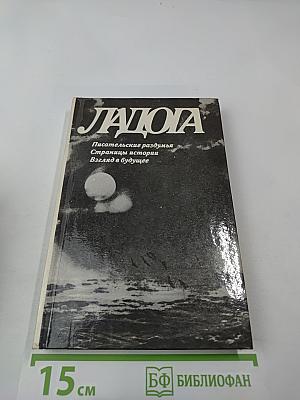 ЛАДОГА
Писательские раздумья
Страницы истории
Взгляд в будущее
15 см
БФ БИБЛИОФАН